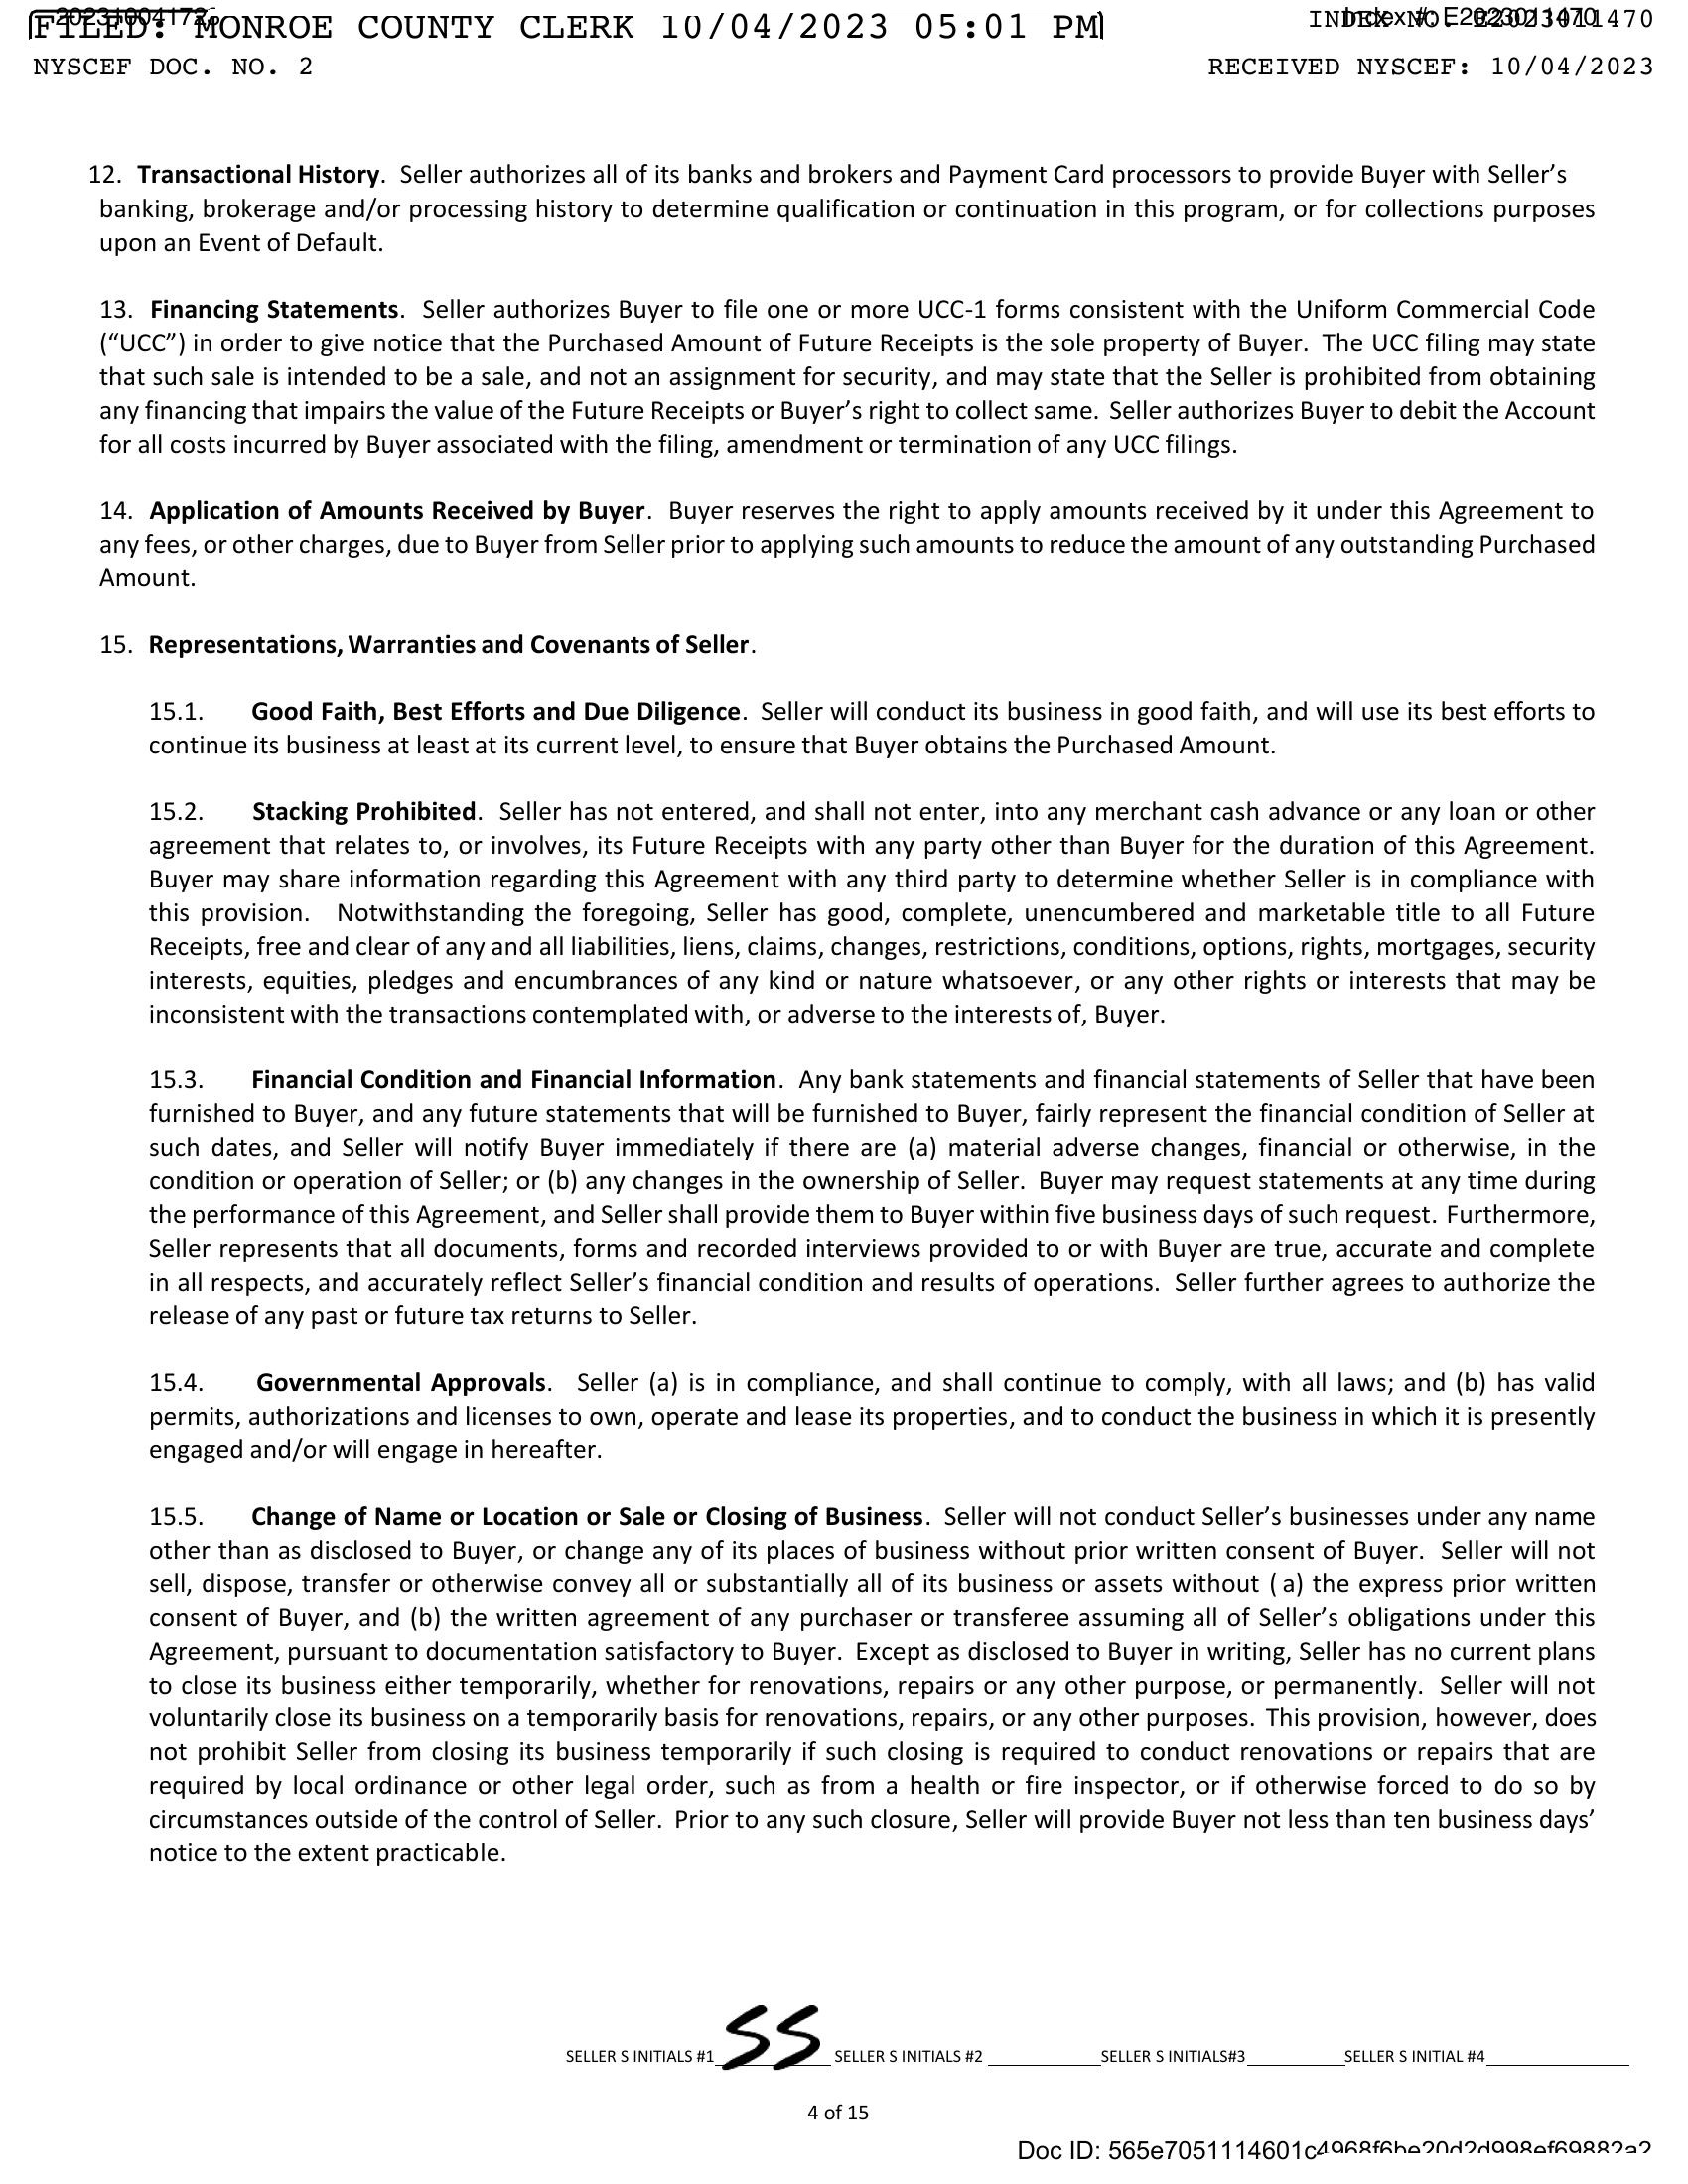 FILED: MONROE COUNTY CLERK 10/04/2023 05:01 PM
INDEX NO. E2023011470
202310041726
Index #: E2023011470
NYSCEF DOC. NO. 2
RECEIVED NYSCEF: 10/04/2023
12. Transactional History. Seller authorizes all of its banks and brokers and Payment Card processors to provide Buyer with Seller’s
banking, brokerage and/or processing history to determine qualification or continuation in this program, or for collections purposes
upon an Event of Default.
13. Financing Statements. Seller authorizes Buyer to file one or more UCC-1 forms consistent with the Uniform Commercial Code
(“UCC”) in order to give notice that the Purchased Amount of Future Receipts is the sole property of Buyer. The UCC filing may state
that such sale is intended to be a sale, and not an assignment for security, and may state that the Seller is prohibited from obtaining
any financing that impairs the value of the Future Receipts or Buyer’s right to collect same. Seller authorizes Buyer to debit the Account
for all costs incurred by Buyer associated with the filing, amendment or termination of any UCC filings.
14. Application of Amounts Received by Buyer. Buyer reserves the right to apply amounts received by it under this Agreement to
any fees, or other charges, due to Buyer from Seller prior to applying such amounts to reduce the amount of any outstanding Purchased
Amount.
15. Representations, Warranties and Covenants of Seller.
15.1. Good Faith, Best Efforts and Due Diligence. Seller will conduct its business in good faith, and will use its best efforts to
continue its business at least at its current level, to ensure that Buyer obtains the Purchased Amount.
15.2. Stacking Prohibited. Seller has not entered, and shall not enter, into any merchant cash advance or any loan or other
agreement that relates to, or involves, its Future Receipts with any party other than Buyer for the duration of this Agreement.
Buyer may share information regarding this Agreement with any third party to determine whether Seller is in compliance with
this provision. Notwithstanding the foregoing, Seller has good, complete, unencumbered and marketable title to all Future
Receipts, free and clear of any and all liabilities, liens, claims, changes, restrictions, conditions, options, rights, mortgages, security
interests, equities, pledges and encumbrances of any kind or nature whatsoever, or any other rights or interests that may be
inconsistent with the transactions contemplated with, or adverse to the interests of, Buyer.
15.3. Financial Condition and Financial Information. Any bank statements and financial statements of Seller that have been
furnished to Buyer, and any future statements that will be furnished to Buyer, fairly represent the financial condition of Seller at
such dates, and Seller will notify Buyer immediately if there are (a) material adverse changes, financial or otherwise, in the
condition or operation of Seller; or (b) any changes in the ownership of Seller. Buyer may request statements at any time during
the performance of this Agreement, and Seller shall provide them to Buyer within five business days of such request. Furthermore,
Seller represents that all documents, forms and recorded interviews provided to or with Buyer are true, accurate and complete
in all respects, and accurately reflect Seller’s financial condition and results of operations. Seller further agrees to authorize the
release of any past or future tax returns to Seller.
15.4. Governmental Approvals. Seller (a) is in compliance, and shall continue to comply, with all laws; and (b) has valid
permits, authorizations and licenses to own, operate and lease its properties, and to conduct the business in which it is presently
engaged and/or will engage in hereafter.
15.5. Change of Name or Location or Sale or Closing of Business. Seller will not conduct Seller’s businesses under any name
other than as disclosed to Buyer, or change any of its places of business without prior written consent of Buyer. Seller will not
sell, dispose, transfer or otherwise convey all or substantially all of its business or assets without (a) the express prior written
consent of Buyer, and (b) the written agreement of any purchaser or transferee assuming all of Seller’s obligations under this
Agreement, pursuant to documentation satisfactory to Buyer. Except as disclosed to Buyer in writing, Seller has no current plans
to close its business either temporarily, whether for renovations, repairs or any other purpose, or permanently. Seller will not
voluntarily close its business on a temporarily basis for renovations, repairs, or any other purposes. This provision, however, does
not prohibit Seller from closing its business temporarily if such closing is required to conduct renovations or repairs that are
required by local ordinance or other legal order, such as from a health or fire inspector, or if otherwise forced to do so by
circumstances outside of the control of Seller. Prior to any such closure, Seller will provide Buyer not less than ten business days’
notice to the extent practicable.
SELLER S INITIALS #1 SS SELLER S INITIALS #2 SELLER S INITIALS#3 SELLER S INITIAL #4
4 of 15
Doc ID: 565e7051114601c4968f6be20d2d998ef69882a2